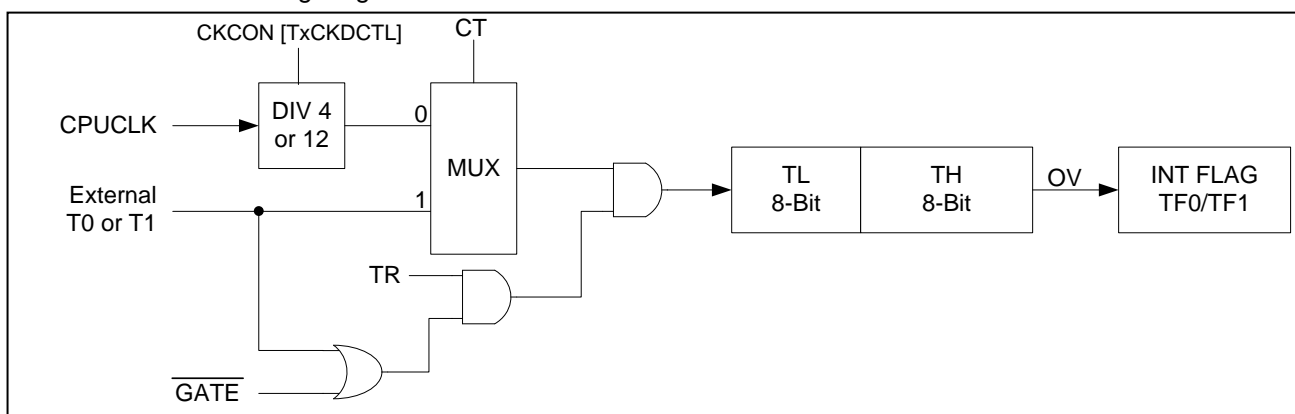 CKCON [TxCKDCTL]
CT
CPUCLK
DIV 4
or 12
0
MUX
External
T0 or T1
1
TL
8-Bit
TH
8-Bit
OV
INT FLAG
TF0/TF1
TR
GATE